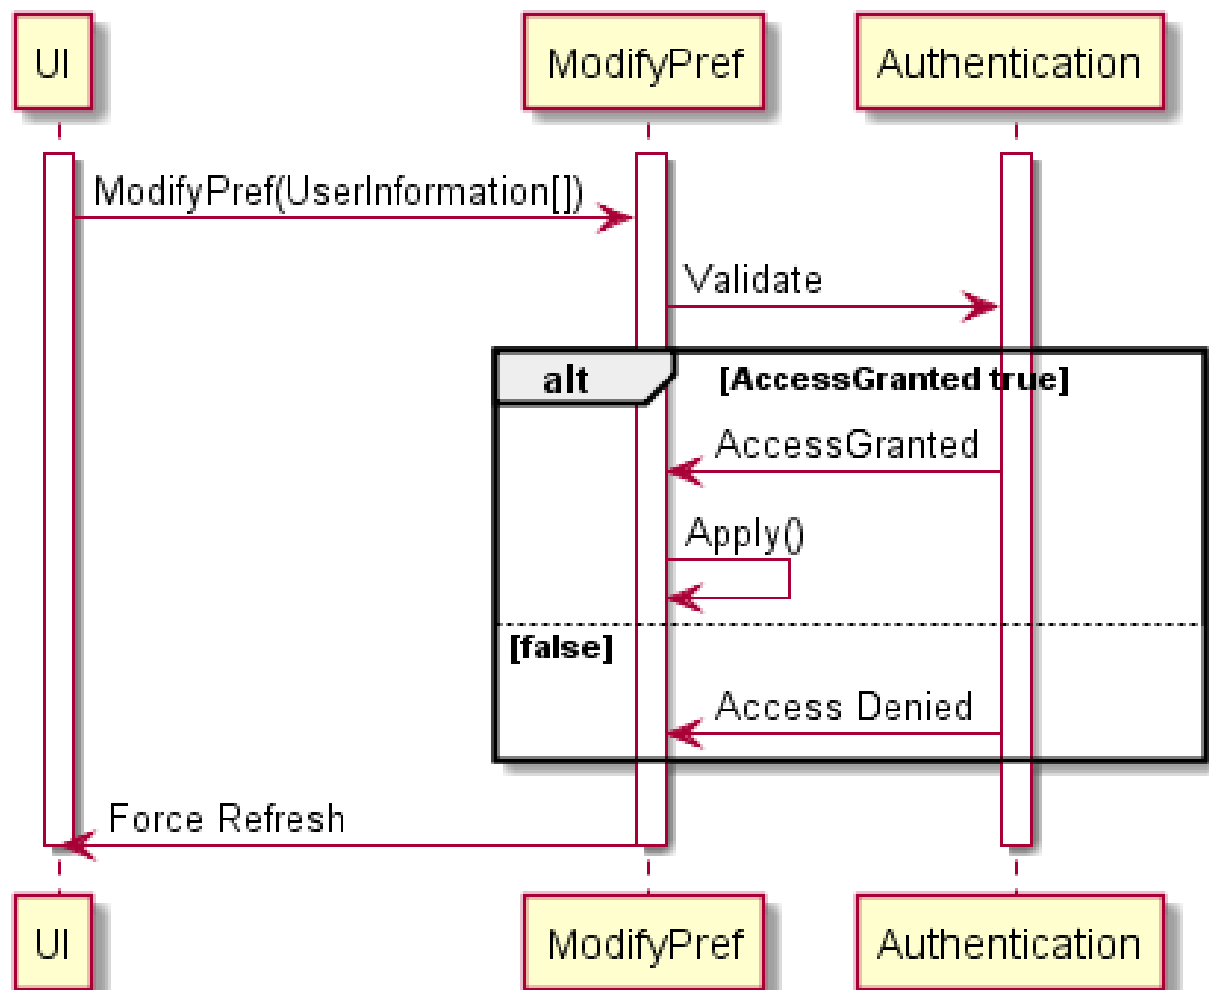 UI ModifyPref Authentication
ModifyPref(UserInformation[])
Validate
alt [AccessGranted true]
AccessGranted
Apply()
[false]
Access Denied
Force Refresh
UI ModifyPref Authentication